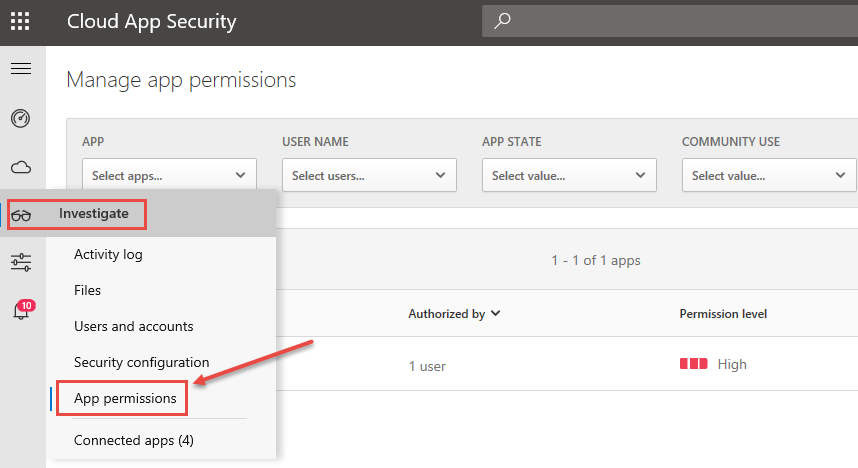 Cloud App Security
Manage app permissions
APP
USER NAME
APP STATE
COMMUNITY USE
Select apps...
Select users...
Select value...
Select value...
Investigate
Activity log
Files
Users and accounts
Security configuration
App permissions
Connected apps (4)
10
1 - 1 of 1 apps
Authorized by
Permission level
1 user
High